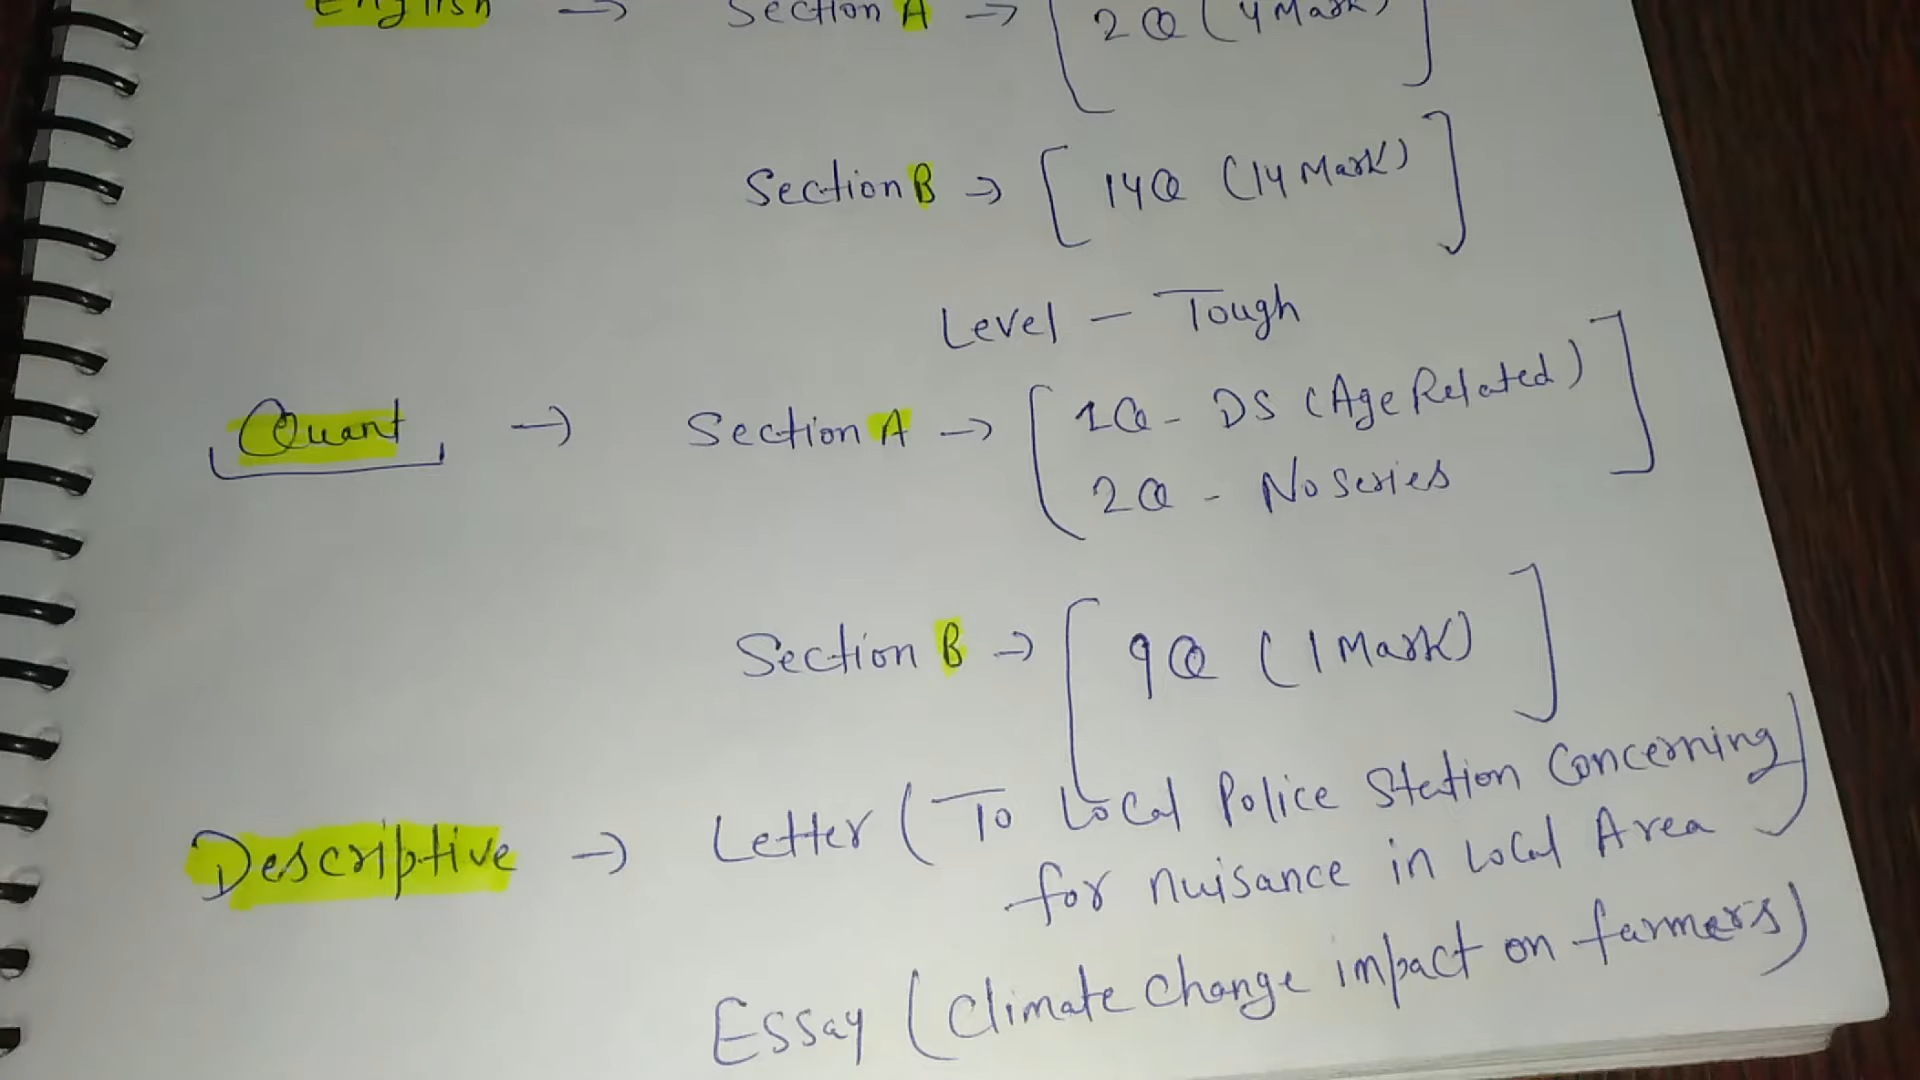 English → Section A → [ 2Q (4 Mark) ]
Section B → [ 14Q (14 Mark) ]
Level - Tough
Quant → Section A → [ 1Q - DS (Age Related) ]
2Q - No series
Section B → [ 9Q (1 Mark) ]
Descriptive → Letter ( To Local Police Station Concerning )
for nuisance in Local Area
Essay ( Climate Change impact on farmers )